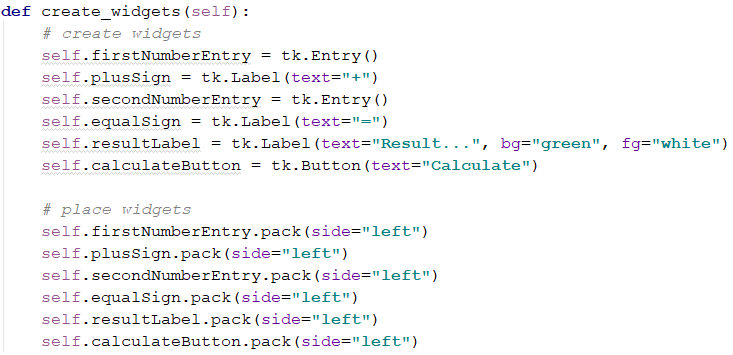 def create_widgets(self):
    # create widgets
    self.firstNumberEntry = tk.Entry()
    self.plusSign = tk.Label(text="+")
    self.secondNumberEntry = tk.Entry()
    self.equalSign = tk.Label(text="=")
    self.resultLabel = tk.Label(text="Result...", bg="green", fg="white")
    self.calculateButton = tk.Button(text="Calculate")

    # place widgets
    self.firstNumberEntry.pack(side="left")
    self.plusSign.pack(side="left")
    self.secondNumberEntry.pack(side="left")
    self.equalSign.pack(side="left")
    self.resultLabel.pack(side="left")
    self.calculateButton.pack(side="left")